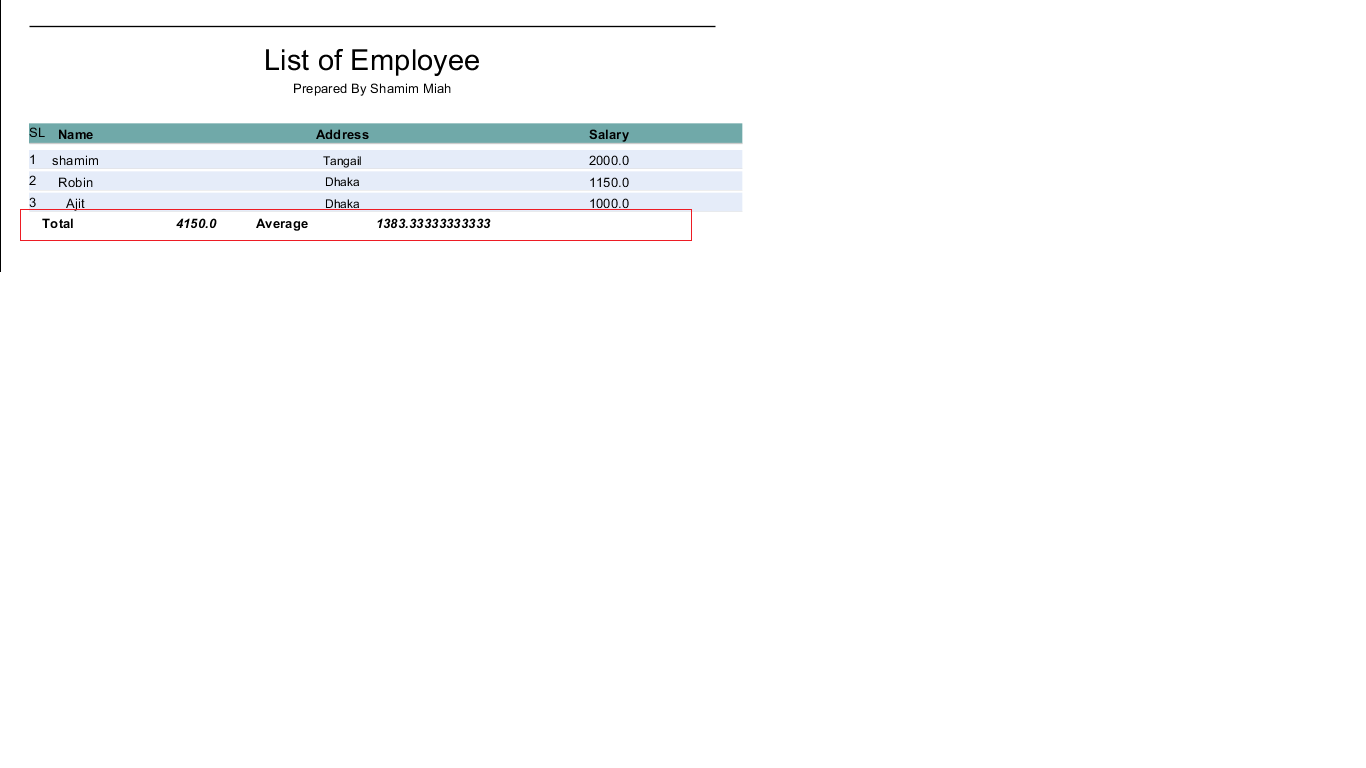 List of Employee
Prepared By Shamim Miah
SL Name Address Salary
1 shamim Tangail 2000.0
2 Robin Dhaka 1150.0
3 Ajit Dhaka 1000.0
Total 4150.0 Average 1383.33333333333